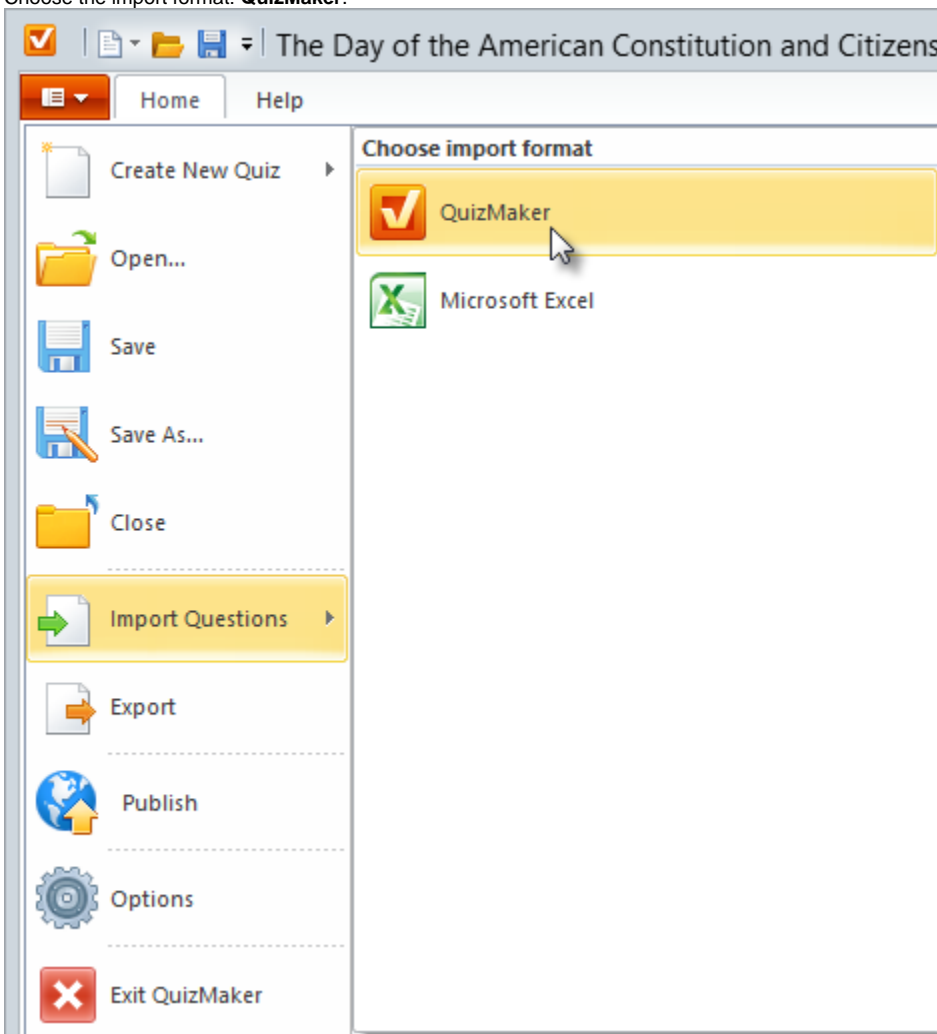 Choose the import format: QuizMaker.
The Day of the American Constitution and Citizens
Home Help
Choose import format
Create New Quiz
QuizMaker
Open...
Microsoft Excel
Save
Save As...
Close
Import Questions
Export
Publish
Options
Exit QuizMaker